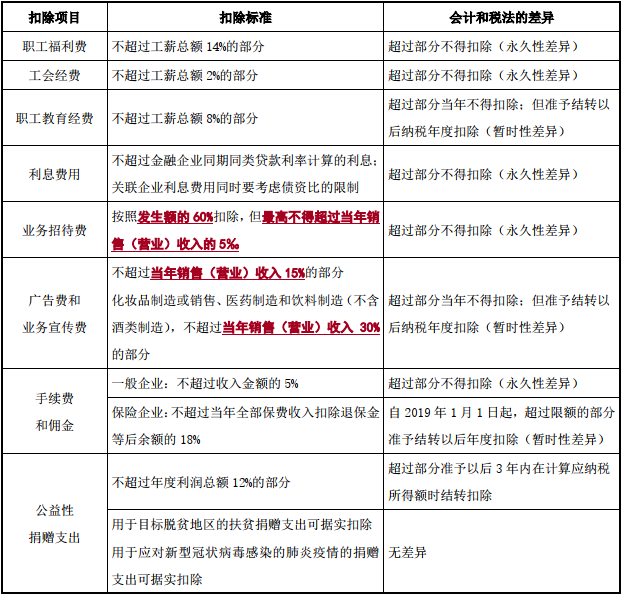 扣除项目 扣除标准 会计和税法的差异
职工福利费 不超过工薪总额 14%的部分 超过部分不得扣除（永久性差异）
工会经费 不超过工薪总额 2%的部分 超过部分不得扣除（永久性差异）
职工教育经费 不超过工薪总额 8%的部分 超过部分当年不得扣除；但准予结转以
后纳税年度扣除（暂时性差异）
利息费用 不超过金融企业同期同类贷款利率计算的利息；
关联企业利息费用同时要考虑债资比的限制 超过部分不得扣除（永久性差异）
业务招待费 按照发生额的 60%扣除，但最高不得超过当年销
售（营业）收入的 5‰ 超过部分不得扣除（永久性差异）
广告费和
业务宣传费
不超过当年销售（营业）收入 15%的部分
化妆品制造或销售、医药制造和饮料制造（不含
酒类制造），不超过当年销售（营业）收入 30%
的部分
超过部分当年不得扣除；但准予结转以
后纳税年度扣除（暂时性差异）
手续费
和佣金
一般企业：不超过收入金额的 5% 超过部分不得扣除（永久性差异）
保险企业：不超过当年全部保费收入扣除退保金
等后余额的 18%
自 2019 年 1 月 1 日起，超过限额的部分
准予结转以后年度扣除（暂时性差异）
公益性
捐赠支出
不超过年度利润总额 12%的部分
超过部分准予以后 3 年内在计算应纳税
所得额时结转扣除
用于目标脱贫地区的扶贫捐赠支出可据实扣除
用于应对新型冠状病毒感染的肺炎疫情的捐赠
支出可据实扣除
无差异